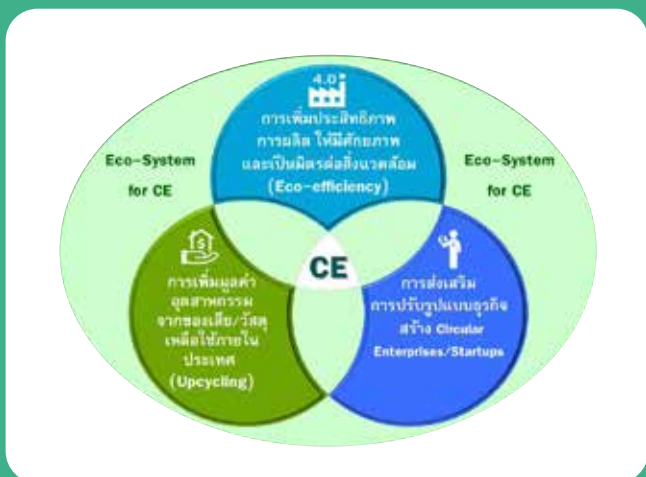 4.0
การเพิ่มประสิทธิภาพ
การผลิต ให้มีศักยภาพ
และเป็นมิตรต่อสิ่งแวดล้อม
(Eco-efficiency)
Eco-System
for CE
Eco-System
for CE
CE
$
การเพิ่มมูลค่า
อุตสาหกรรม
จากของเสีย/วัสดุ
เหลือใช้ภายใน
ประเทศ
(Upcycling)
การส่งเสริม
การปรับรูปแบบธุรกิจ
สร้าง Circular
Enterprises/Startups